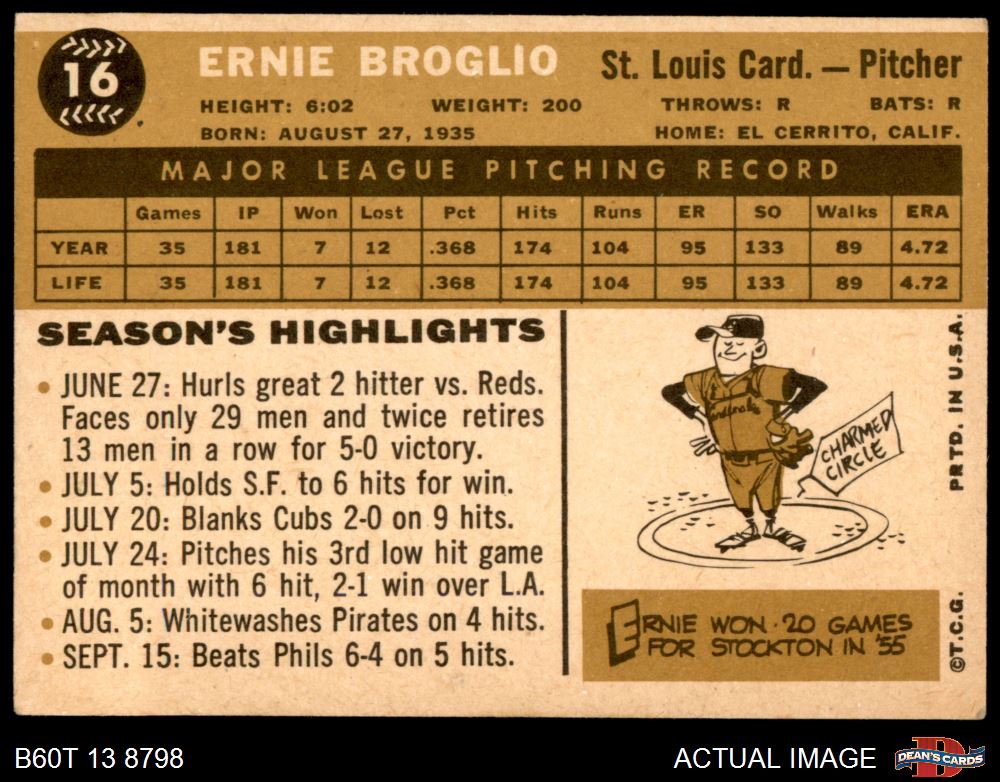 16
ERNIE BROGLIO
St. Louis Card. — Pitcher
HEIGHT: 6:02 WEIGHT: 200 THROWS: R BATS: R
BORN: AUGUST 27, 1935 HOME: EL CERRITO, CALIF.
MAJOR LEAGUE PITCHING RECORD
Games IP Won Lost Pct Hits Runs ER SO Walks ERA
YEAR 35 181 7 12 .368 174 104 95 133 89 4.72
LIFE 35 181 7 12 .368 174 104 95 133 89 4.72
SEASON'S HIGHLIGHTS
• JUNE 27: Hurls great 2 hitter vs. Reds.
Faces only 29 men and twice retires
13 men in a row for 5-0 victory.
• JULY 5: Holds S.F. to 6 hits for win.
• JULY 20: Blanks Cubs 2-0 on 9 hits.
• JULY 24: Pitches his 3rd low hit game
of month with 6 hit, 2-1 win over L.A.
• AUG. 5: Whitewashes Pirates on 4 hits.
• SEPT. 15: Beats Phils 6-4 on 5 hits.
Cardinals
CHARMED
CIRCLE
ERNIE WON 20 GAMES
FOR STOCKTON IN '55
©T.C.G. PRTD. IN U.S.A.
B60T 13 8798
ACTUAL IMAGE
D
DEAN'S CARDS